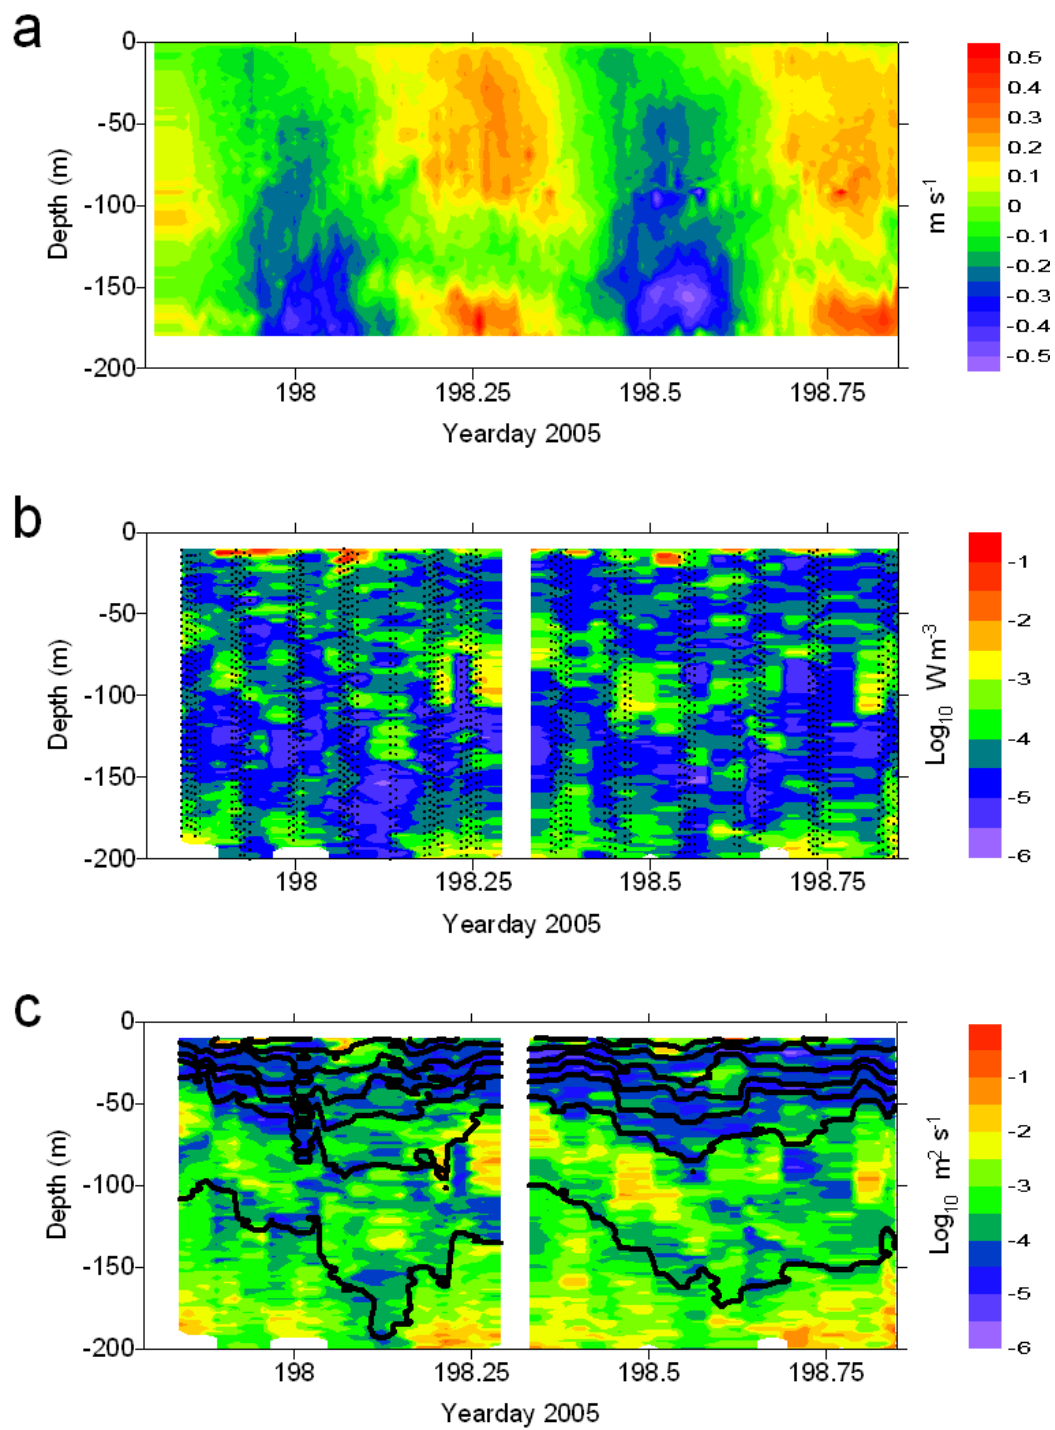 a
0
-50
-100
-150
-200
Depth (m)
198 198.25 198.5 198.75
Yearday 2005
0.5
0.4
0.3
0.2
0.1
0
-0.1
-0.2
-0.3
-0.4
-0.5
m s⁻¹
b
0
-50
-100
-150
-200
Depth (m)
198 198.25 198.5 198.75
Yearday 2005
-1
-2
-3
-4
-5
-6
Log₁₀ W m⁻³
c
0
-50
-100
-150
-200
Depth (m)
198 198.25 198.5 198.75
Yearday 2005
-1
-2
-3
-4
-5
-6
Log₁₀ m² s⁻¹